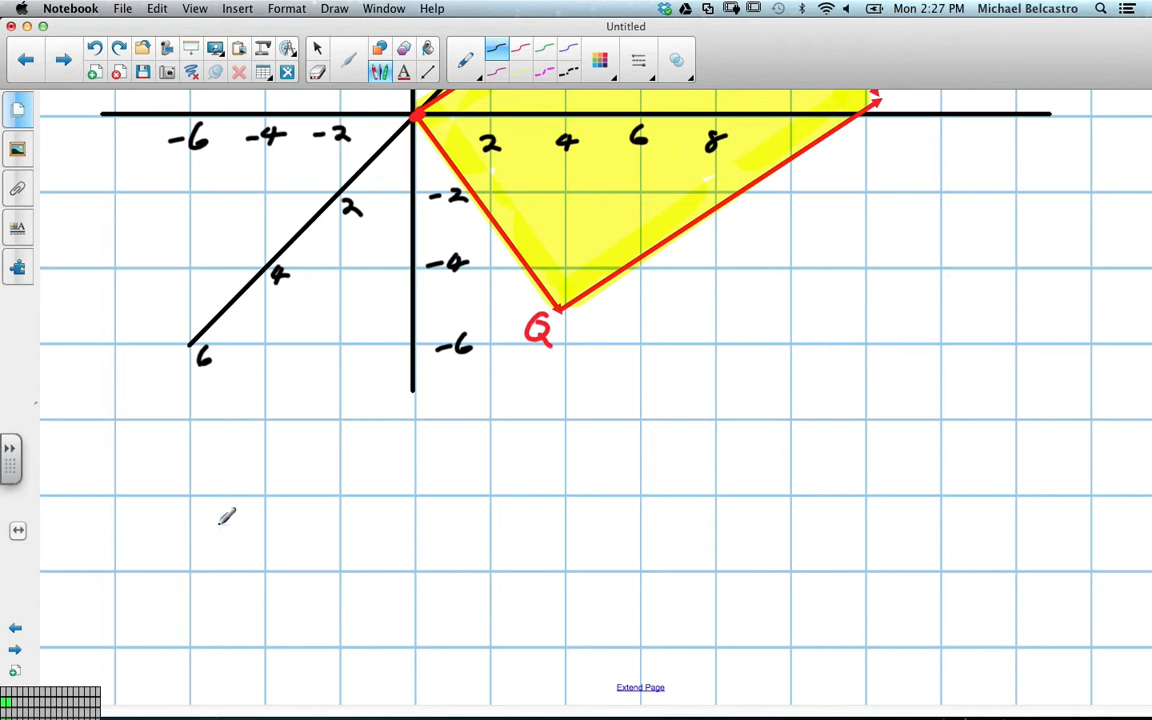 Notebook File Edit View Insert Format Draw Window Help Mon 2:27 PM Michael Belcastro
Untitled
-6 -4 -2 2 4 6 8
2 -2
4 -4
Q
6 -6
Extend Page